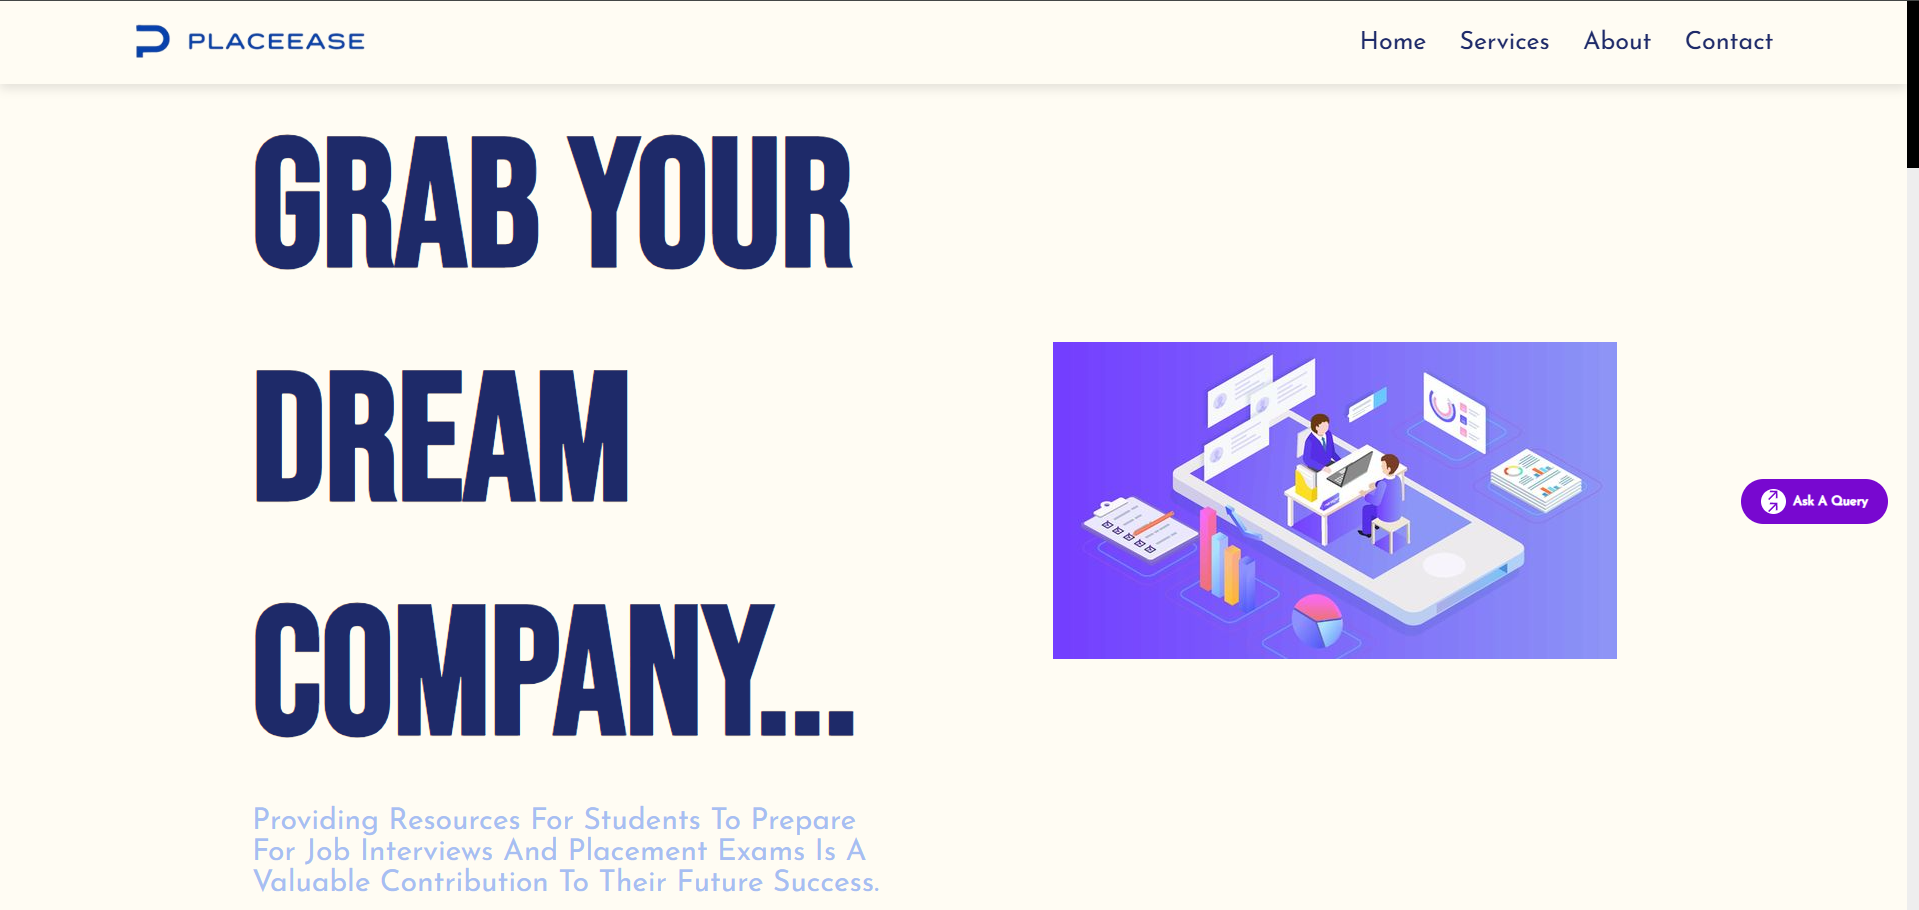 PLACEEASE
Home Services About Contact
GRAB YOUR
DREAM
COMPANY...
Ask A Query
Providing Resources For Students To Prepare
For Job Interviews And Placement Exams Is A
Valuable Contribution To Their Future Success.